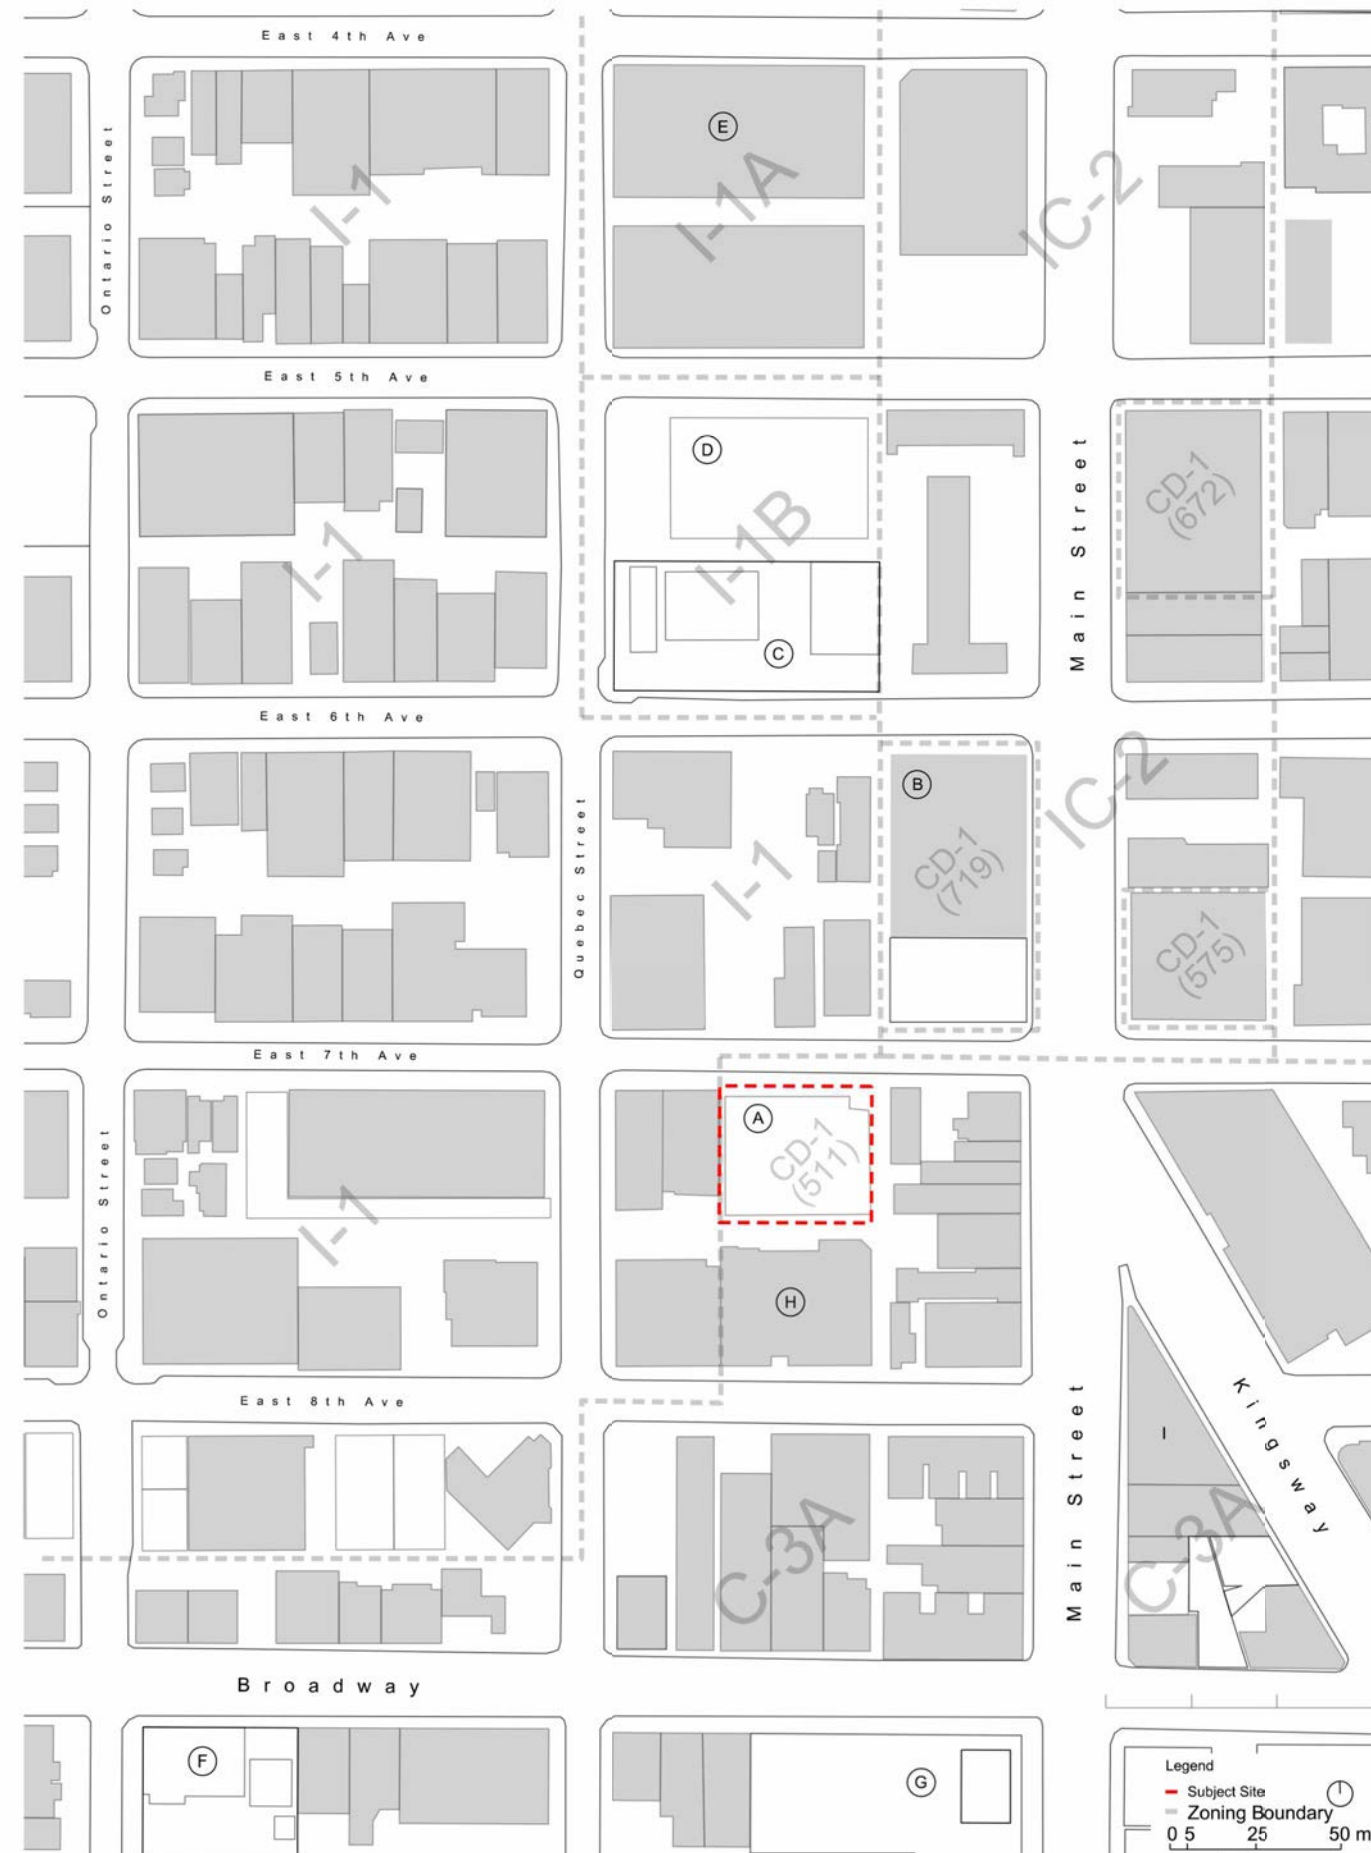 East 4th Ave
E
Ontario Street
I-1
I-1A
IC-2
East 5th Ave
D
Main Street
CD-1
(672)
I-1
I-1B
C
East 6th Ave
B
IC-2
Quebec Street
I-1
CD-1
(719)
CD-1
(575)
East 7th Ave
A
CD-1
(511)
Ontario Street
I-1
H
East 8th Ave
Main Street
Kingsway
I
C-3A
C-3A
Broadway
F
G
Legend
Subject Site
Zoning Boundary
0 5 25 50 m